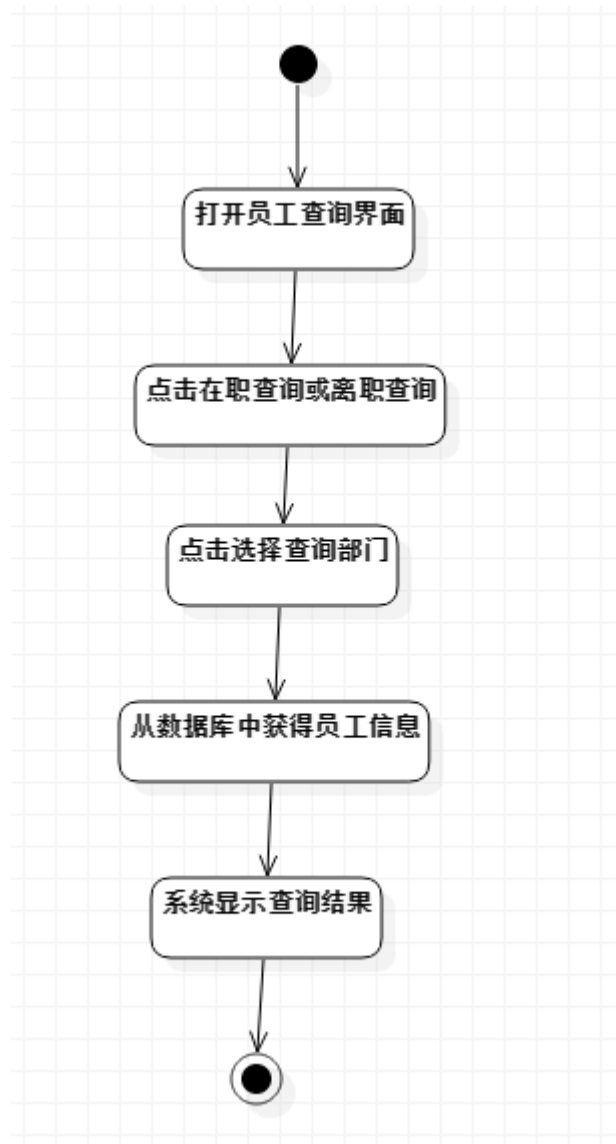 打开员工查询界面
点击在职查询或离职查询
点击选择查询部门
从数据库中获得员工信息
系统显示查询结果